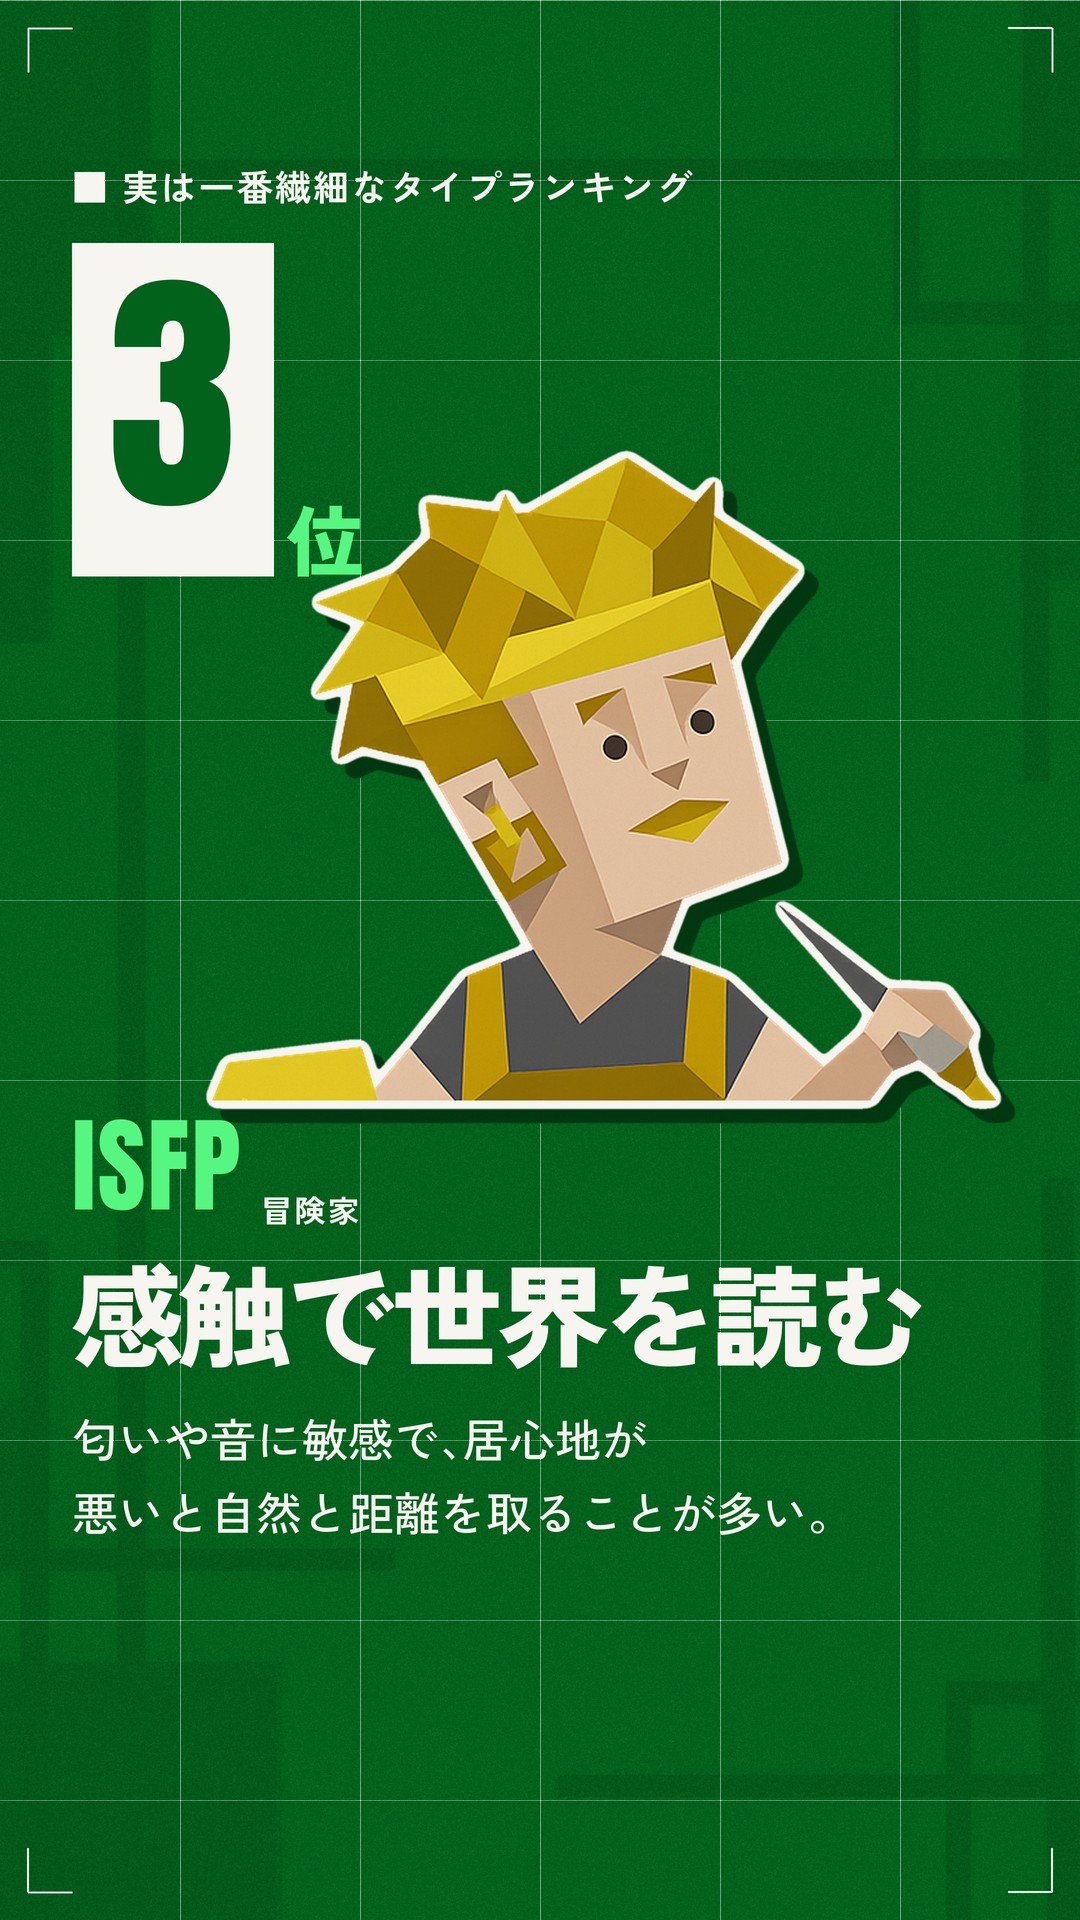 ■ 実は一番繊細なタイプランキング
3
位
ISFP
冒険家
感触で世界を読む
匂いや音に敏感で、居心地が
悪いと自然と距離を取ることが多い。